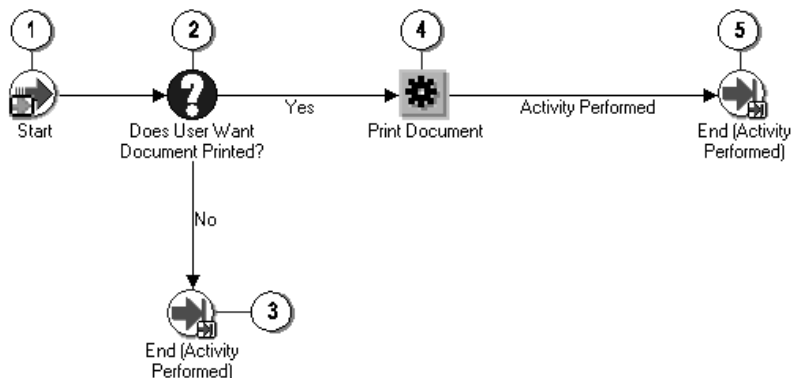 1
2
4
5
Start
Does User Want
Document Printed?
Yes
Print Document
Activity Performed
End (Activity
Performed)
No
3
End (Activity
Performed)